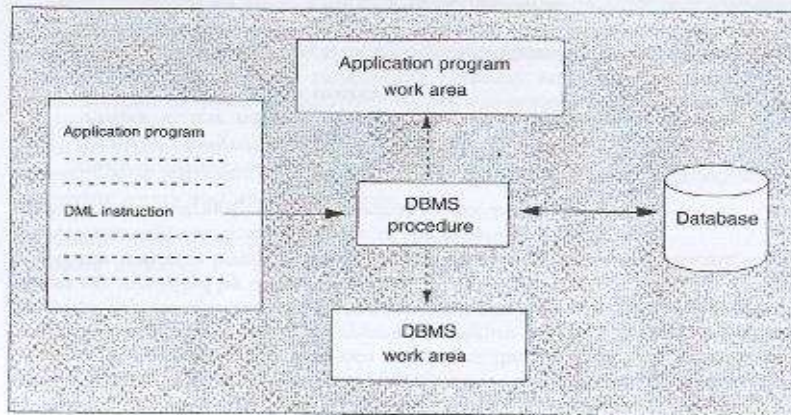 Application program
work area
Application program
DML instruction
DBMS
procedure
Database
DBMS
work area